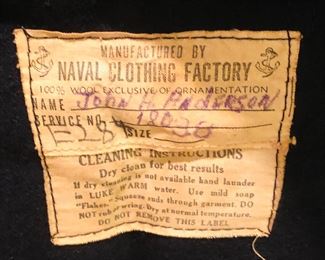 MANUFACTURED BY
NAVAL CLOTHING FACTORY
100% WOOL EXCLUSIVE OF ORNAMENTATION
NAME JOHN H. ANDERSON
SERVICE NO. 18038
E284 SIZE
CLEANING INSTRUCTIONS
Dry clean for best results
If dry cleaning is not available hand launder
in LUKE WARM water. Use mild soap
"Flakes." Squeeze suds through garment. DO
NOT rub or wring. Dry at normal temperature.
DO NOT REMOVE THIS LABEL